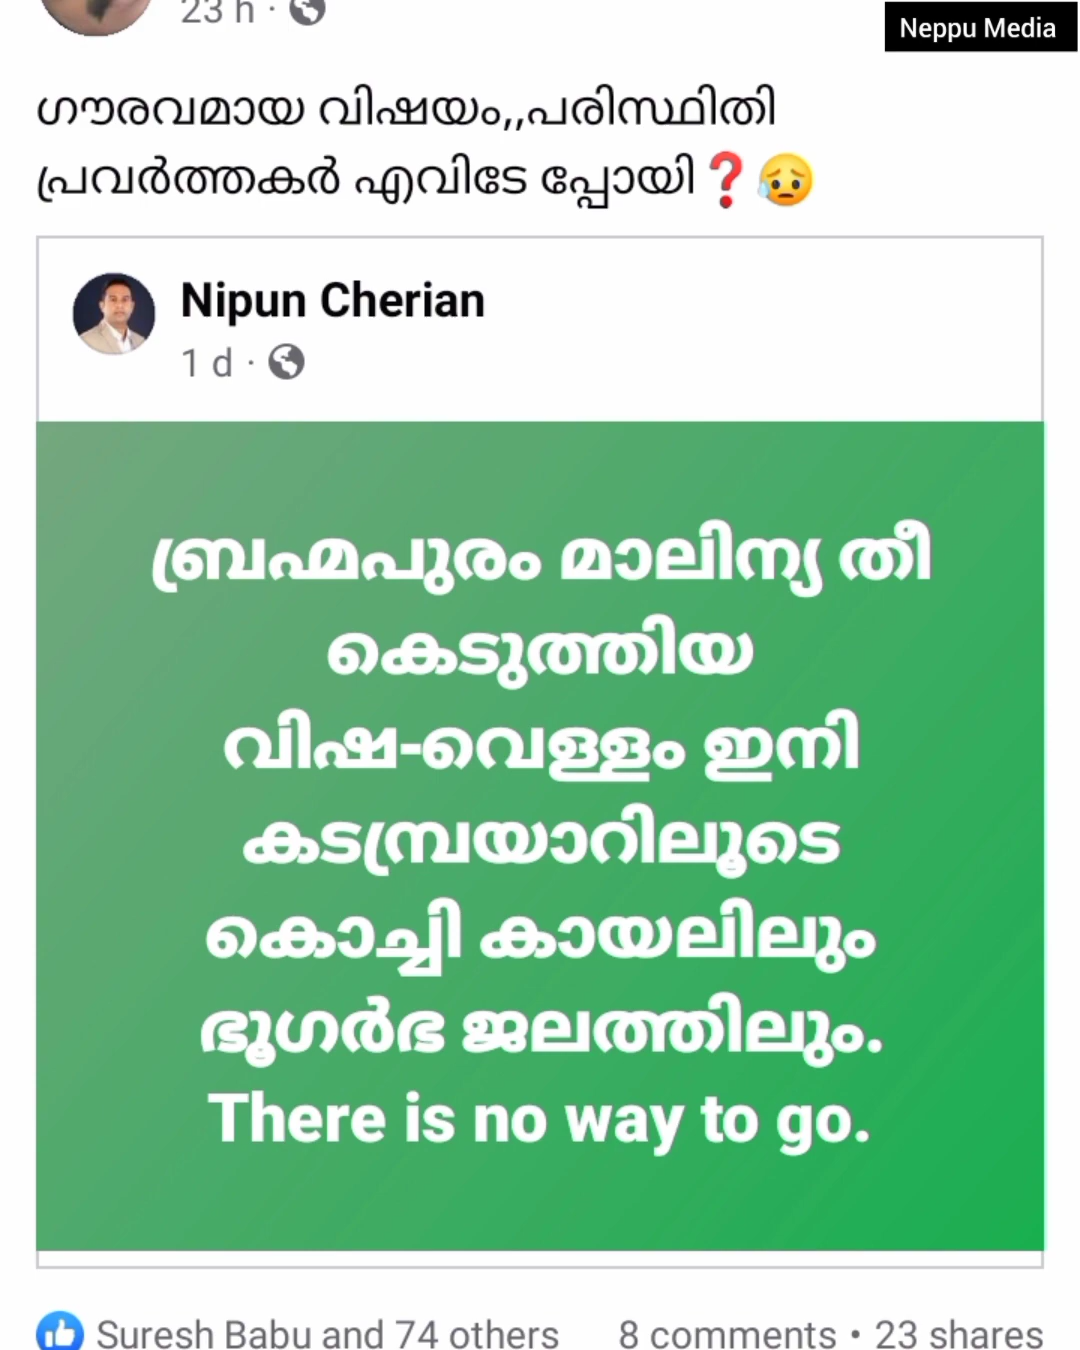 23 h ·
Neppu Media
ഗൗരവമായ വിഷയം,,പരിസ്ഥിതി
പ്രവർത്തകർ എവിടേ പ്പോയി❓😥
Nipun Cherian
1 d ·
ബ്രഹ്മപുരം മാലിന്യ തീ
കെടുത്തിയ
വിഷ-വെള്ളം ഇനി
കടമ്പ്രയാറിലൂടെ
കൊച്ചി കായലിലും
ഭൂഗർഭ ജലത്തിലും.
There is no way to go.
Suresh Babu and 74 others 8 comments • 23 shares